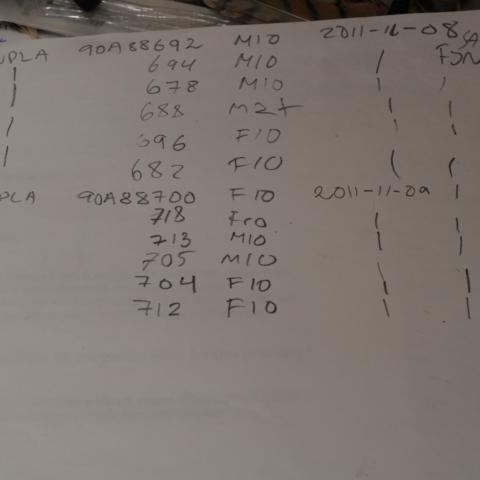 UPLA 90A88692 M10 2011-11-08 SA
| 694 M10 / FSN
| 678 M10 | |
/ 688 M2+ | |
| 696 F10 | |
682 F10 | |
PLA 90A88700 F10 2011-11-09 |
718 F10 | |
713 M10 | |
705 M10
704 F10 | |
712 F10 | |